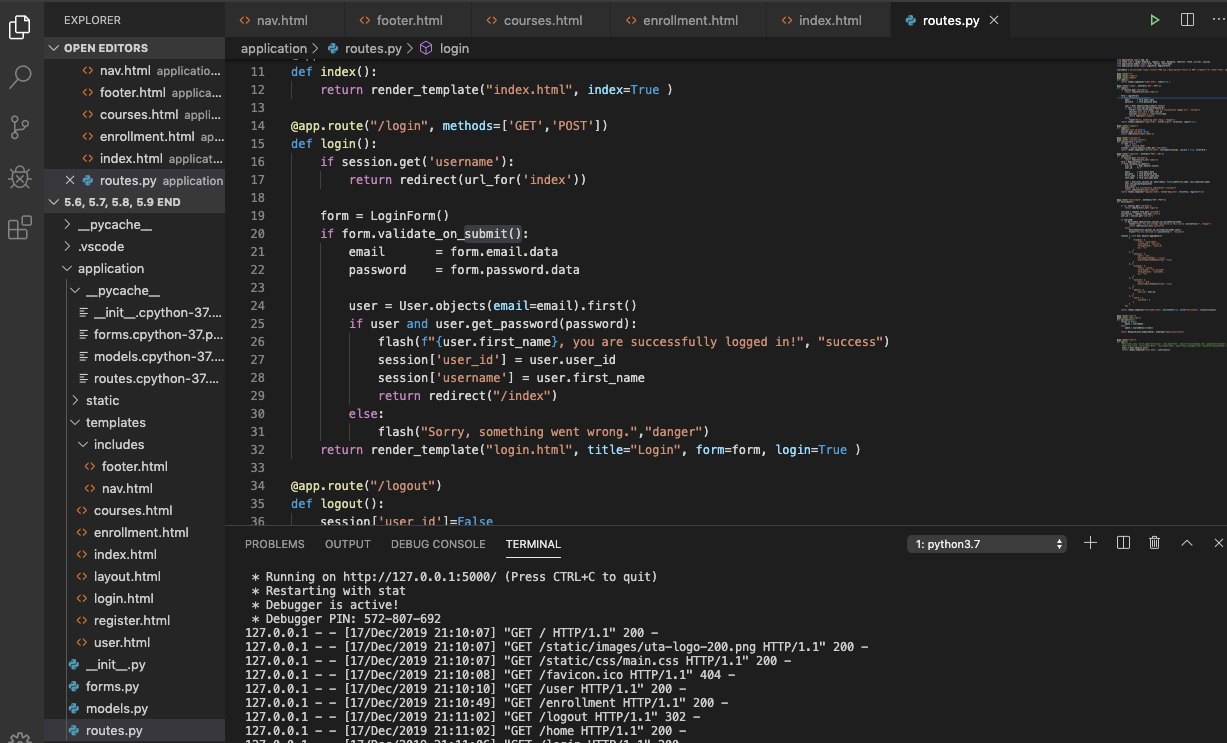 EXPLORER
OPEN EDITORS
nav.html applicatio...
footer.html applica...
courses.html applic...
enrollment.html ap...
index.html applicat...
routes.py application
5.6, 5.7, 5.8, 5.9 END
__pycache__
.vscode
application
__pycache__
__init__.cpython-37....
forms.cpython-37.p...
models.cpython-37....
routes.cpython-37....
static
templates
includes
footer.html
nav.html
courses.html
enrollment.html
index.html
layout.html
login.html
register.html
user.html
__init__.py
forms.py
models.py
routes.py
nav.html footer.html courses.html enrollment.html index.html routes.py
application > routes.py > login
11 def index():
12 return render_template("index.html", index=True )
13
14 @app.route("/login", methods=['GET','POST'])
15 def login():
16 if session.get('username'):
17 return redirect(url_for('index'))
18
19 form = LoginForm()
20 if form.validate_on_submit():
21 email = form.email.data
22 password = form.password.data
23
24 user = User.objects(email=email).first()
25 if user and user.get_password(password):
26 flash(f"{user.first_name}, you are successfully logged in!", "success")
27 session['user_id'] = user.user_id
28 session['username'] = user.first_name
29 return redirect("/index")
30 else:
31 flash("Sorry, something went wrong.","danger")
32 return render_template("login.html", title="Login", form=form, login=True )
33
34 @app.route("/logout")
35 def logout():
36 session['user_id']=False
PROBLEMS OUTPUT DEBUG CONSOLE TERMINAL 1: python3.7
* Running on http://127.0.0.1:5000/ (Press CTRL+C to quit)
* Restarting with stat
* Debugger is active!
* Debugger PIN: 572-807-692
127.0.0.1 - - [17/Dec/2019 21:10:07] "GET / HTTP/1.1" 200 -
127.0.0.1 - - [17/Dec/2019 21:10:07] "GET /static/images/uta-logo-200.png HTTP/1.1" 200 -
127.0.0.1 - - [17/Dec/2019 21:10:07] "GET /static/css/main.css HTTP/1.1" 200 -
127.0.0.1 - - [17/Dec/2019 21:10:08] "GET /favicon.ico HTTP/1.1" 404 -
127.0.0.1 - - [17/Dec/2019 21:10:10] "GET /user HTTP/1.1" 200 -
127.0.0.1 - - [17/Dec/2019 21:10:49] "GET /enrollment HTTP/1.1" 200 -
127.0.0.1 - - [17/Dec/2019 21:11:02] "GET /logout HTTP/1.1" 302 -
127.0.0.1 - - [17/Dec/2019 21:11:02] "GET /home HTTP/1.1" 200 -